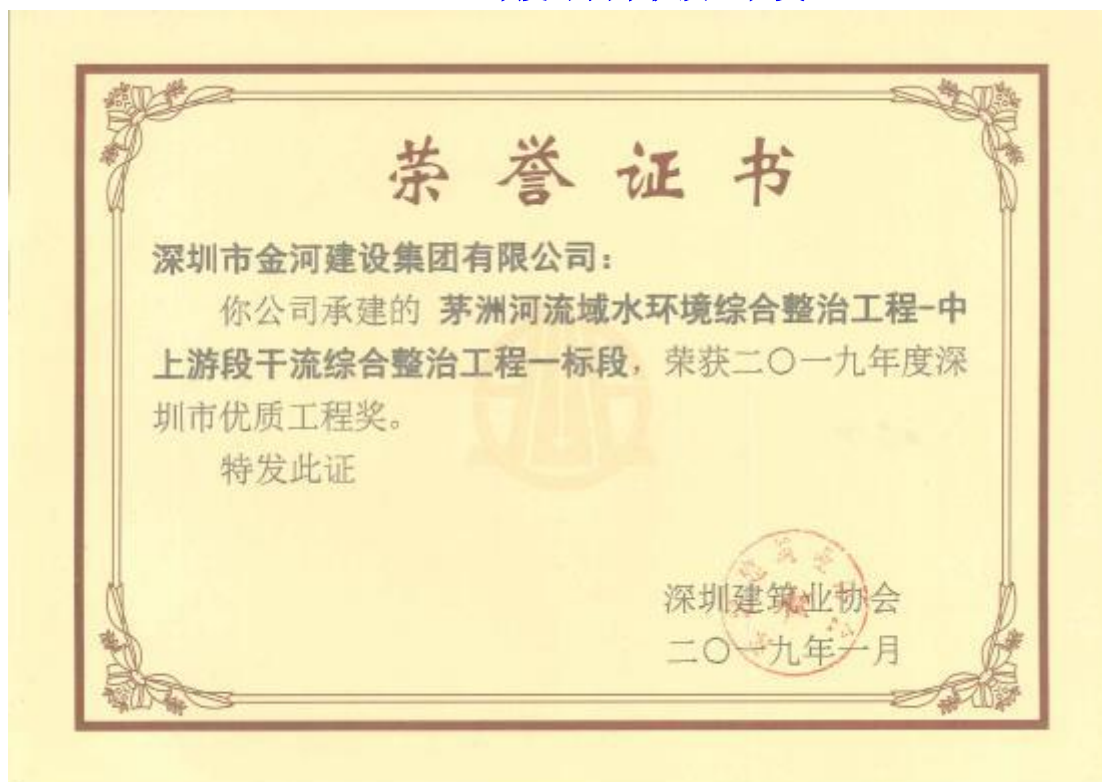 荣誉证书
深圳市金河建设集团有限公司：
你公司承建的 茅洲河流域水环境综合整治工程-中
上游段干流综合整治工程一标段，荣获二〇一九年度深
圳市优质工程奖。
特发此证
深圳建筑业协会
二〇一九年一月